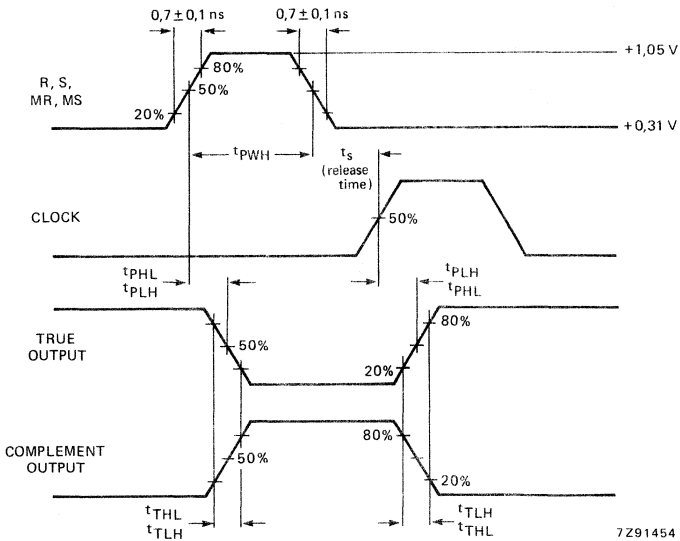 0,7 ± 0,1 ns
0,7 ± 0,1 ns
+1,05 V
80%
R, S,
MR, MS
50%
20%
+0,31 V
tPWH
ts
(release
time)
CLOCK
50%
tPHL
tPLH
tPLH
tPHL
80%
TRUE
OUTPUT
50%
20%
80%
COMPLEMENT
OUTPUT
50%
20%
tTHL
tTLH
tTLH
tTHL
7Z91454